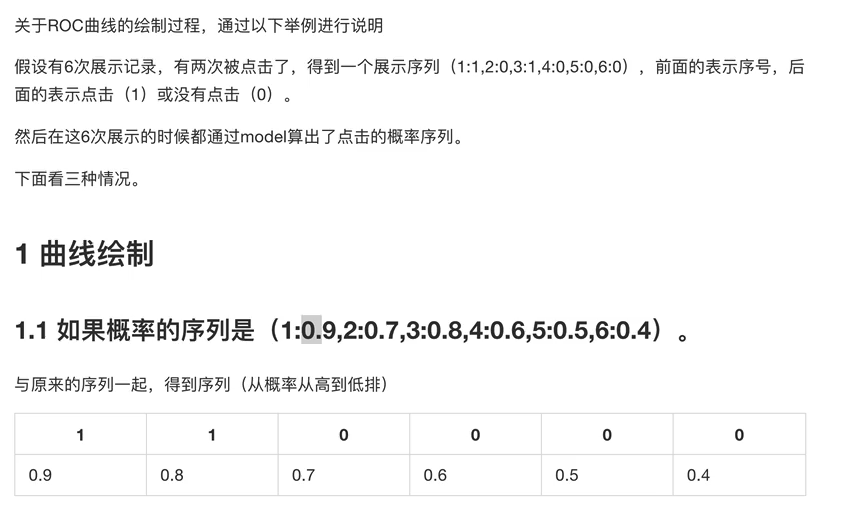 关于ROC曲线的绘制过程，通过以下举例进行说明
假设有6次展示记录，有两次被点击了，得到一个展示序列（1:1,2:0,3:1,4:0,5:0,6:0），前面的表示序号，后
面的表示点击（1）或没有点击（0）。
然后在这6次展示的时候都通过model算出了点击的概率序列。
下面看三种情况。
1 曲线绘制
1.1 如果概率的序列是（1:0.9,2:0.7,3:0.8,4:0.6,5:0.5,6:0.4）。
与原来的序列一起，得到序列（从概率从高到低排）
1 1 0 0 0 0
0.9 0.8 0.7 0.6 0.5 0.4